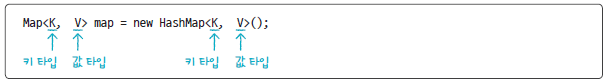 Map<K, V> map = new HashMap<K, V>();
키 타입 값 타입 키 타입 값 타입